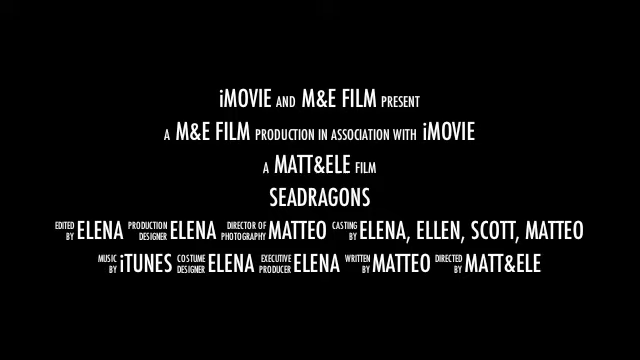 iMOVIE AND M&E FILM PRESENT
A M&E FILM PRODUCTION IN ASSOCIATION WITH iMOVIE
A MATT&ELE FILM
SEADRAGONS
EDITED BY ELENA PRODUCTION DESIGNER ELENA DIRECTOR OF PHOTOGRAPHY MATTEO CASTING BY ELENA, ELLEN, SCOTT, MATTEO
MUSIC BY iTUNES COSTUME DESIGNER ELENA EXECUTIVE PRODUCER ELENA WRITTEN BY MATTEO DIRECTED BY MATT&ELE